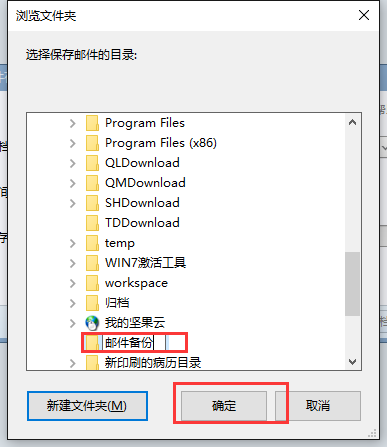 浏览文件夹
选择保存邮件的目录:
Program Files
Program Files (x86)
QLDownload
QMDownload
SHDownload
TDDownload
temp
WIN7激活工具
workspace
归档
我的坚果云
邮件备份
新印刷的病历目录
新建文件夹(M)
确定
取消